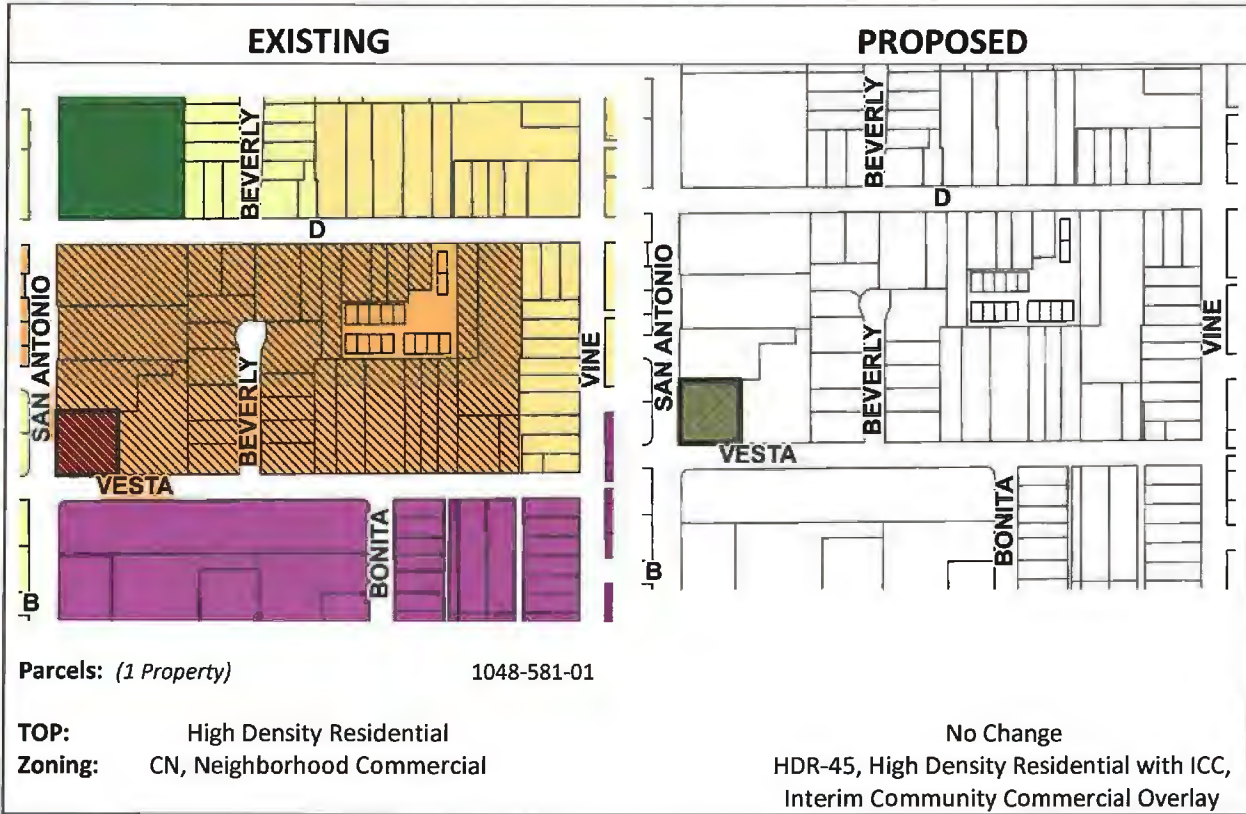 EXISTING
PROPOSED
BEVERLY
D
SAN ANTONIO
BEVERLY
VINE
VESTA
BONITA
B
BEVERLY
D
SAN ANTONIO
BEVERLY
VINE
VESTA
BONITA
B
Parcels: (1 Property) 1048-581-01
TOP: High Density Residential No Change
Zoning: CN, Neighborhood Commercial HDR-45, High Density Residential with ICC,
Interim Community Commercial Overlay